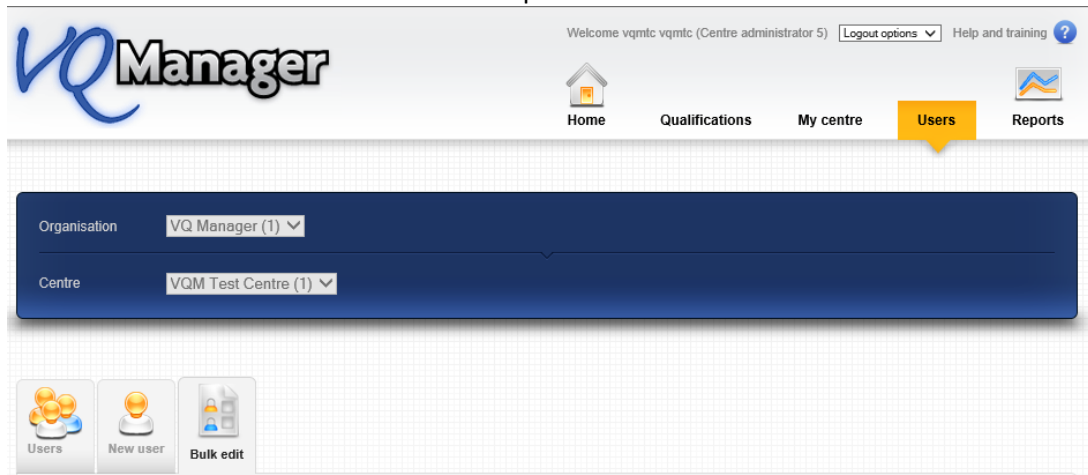 VQManager
Welcome vqmtc vqmtc (Centre administrator 5) Logout options Help and training ?
Home Qualifications My centre Users Reports
Organisation VQ Manager (1)
Centre VQM Test Centre (1)
Users New user Bulk edit